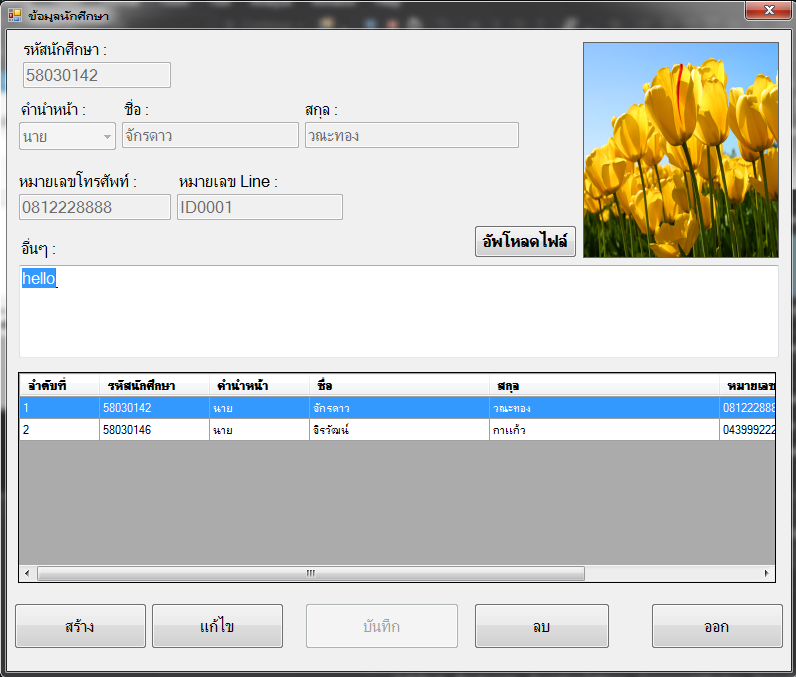 ข้อมูลนักศึกษา
รหัสนักศึกษา :
58030142
คำนำหน้า : ชื่อ : สกุล :
นาย จักรดาว วณะทอง
หมายเลขโทรศัพท์ : หมายเลข Line :
0812228888 ID0001
อัพโหลดไฟล์
อื่นๆ :
hello
ลำดับที่ รหัสนักศึกษา คำนำหน้า ชื่อ สกุล หมายเลข
1 58030142 นาย จักรดาว วณะทอง 081222888
2 58030146 นาย จิรวัฒน์ กาแก้ว 043999222
สร้าง แก้ไข บันทึก ลบ ออก